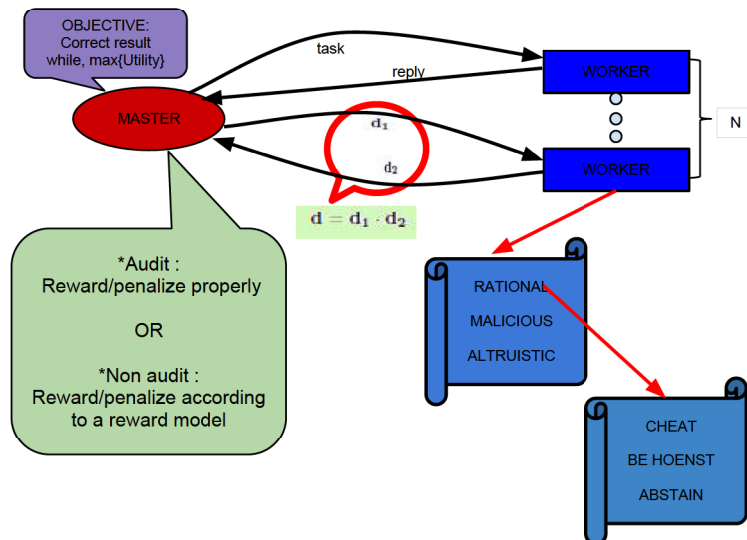 OBJECTIVE:
Correct result
while, max{Utility}
task
reply
WORKER
MASTER
N
d₁
WORKER
d₂
d = d₁ · d₂
*Audit :
Reward/penalize properly
OR
*Non audit :
Reward/penalize according
to a reward model
RATIONAL
MALICIOUS
ALTRUISTIC
CHEAT
BE HOENST
ABSTAIN